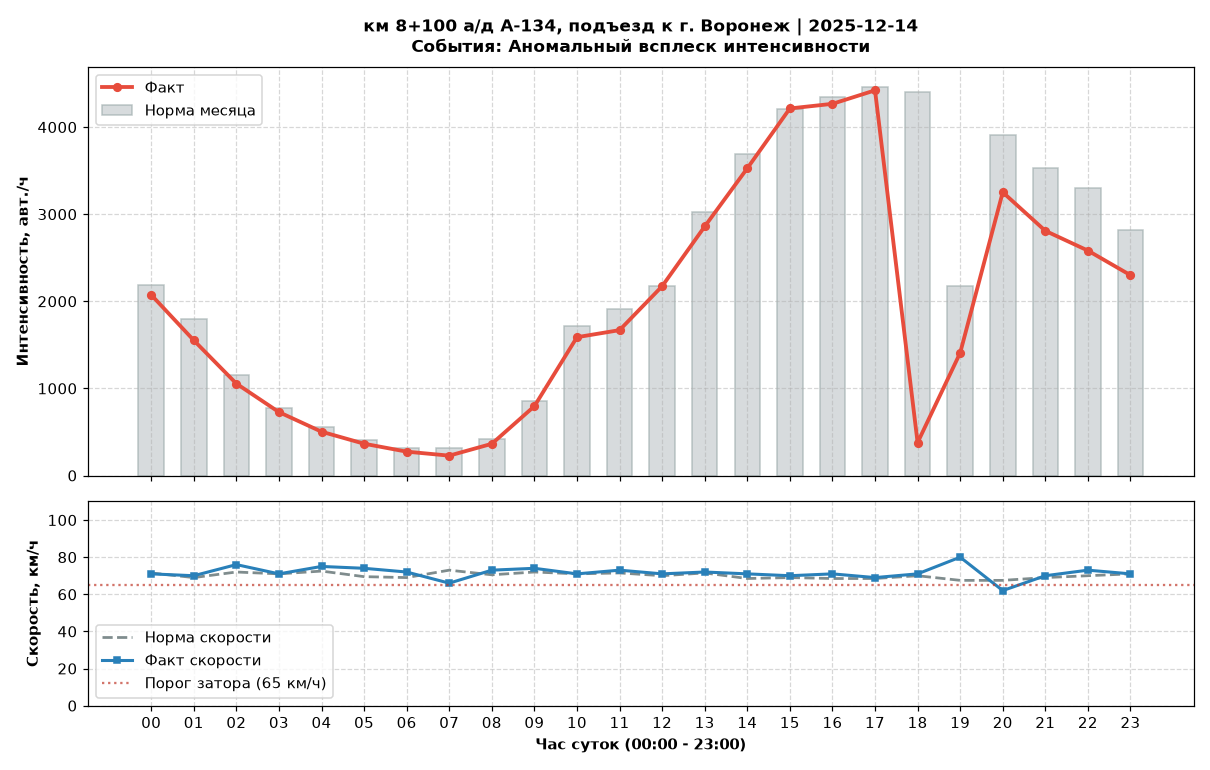 км 8+100 а/д А-134, подъезд к г. Воронеж | 2025-12-14
События: Аномальный всплеск интенсивности
Факт
Норма месяца
Интенсивность, авт./ч
4000
3000
2000
1000
0
Скорость, км/ч
100
80
60
40
20
0
Норма скорости
Факт скорости
Порог затора (65 км/ч)
00 01 02 03 04 05 06 07 08 09 10 11 12 13 14 15 16 17 18 19 20 21 22 23
Час суток (00:00 - 23:00)